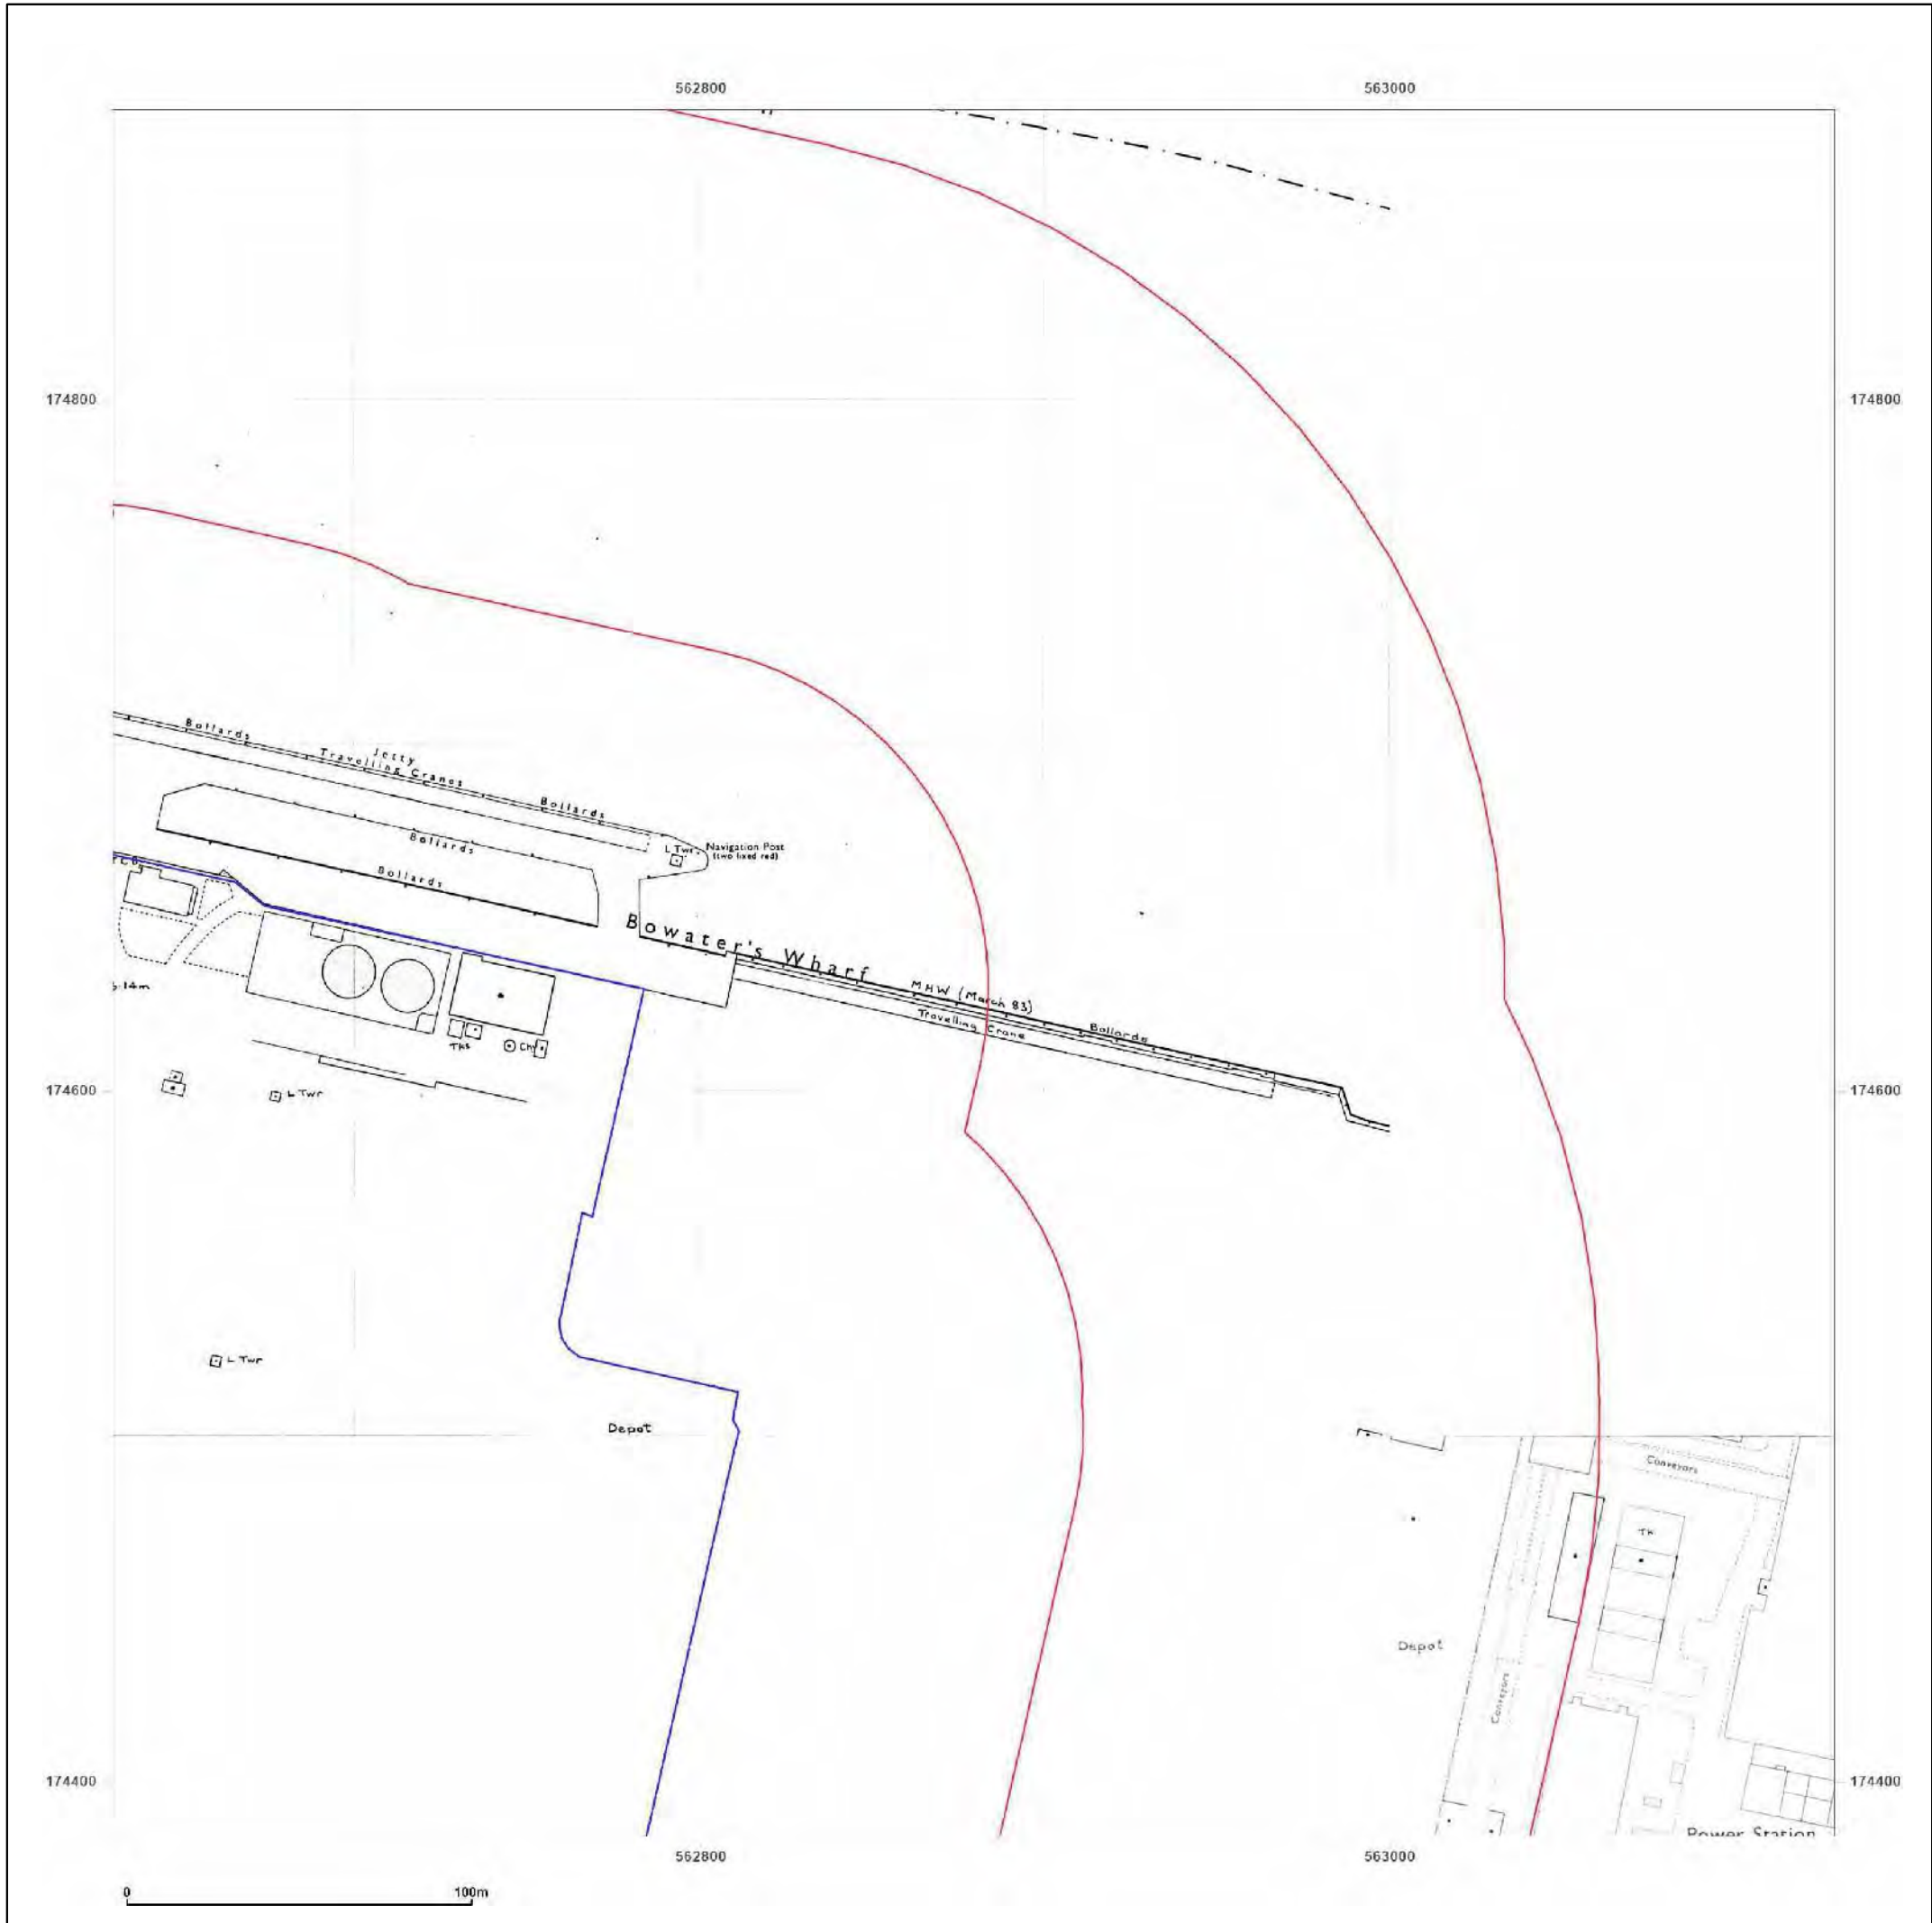 562800 563000
174800 174800
Bollards
Jetty
Travelling Cranes
Bollards
Bollards
L Twr
Navigation Post
(two fixed red)
Bollards
Bowater's Wharf
MHW (March 83)
Bollards
Travelling Crane
Tks
Chy
L Twr
174600 174600
L Twr
Depot
Conveyors
Tk
Depot
Conveyors
174400 174400
Power Station
562800 563000
0 100m